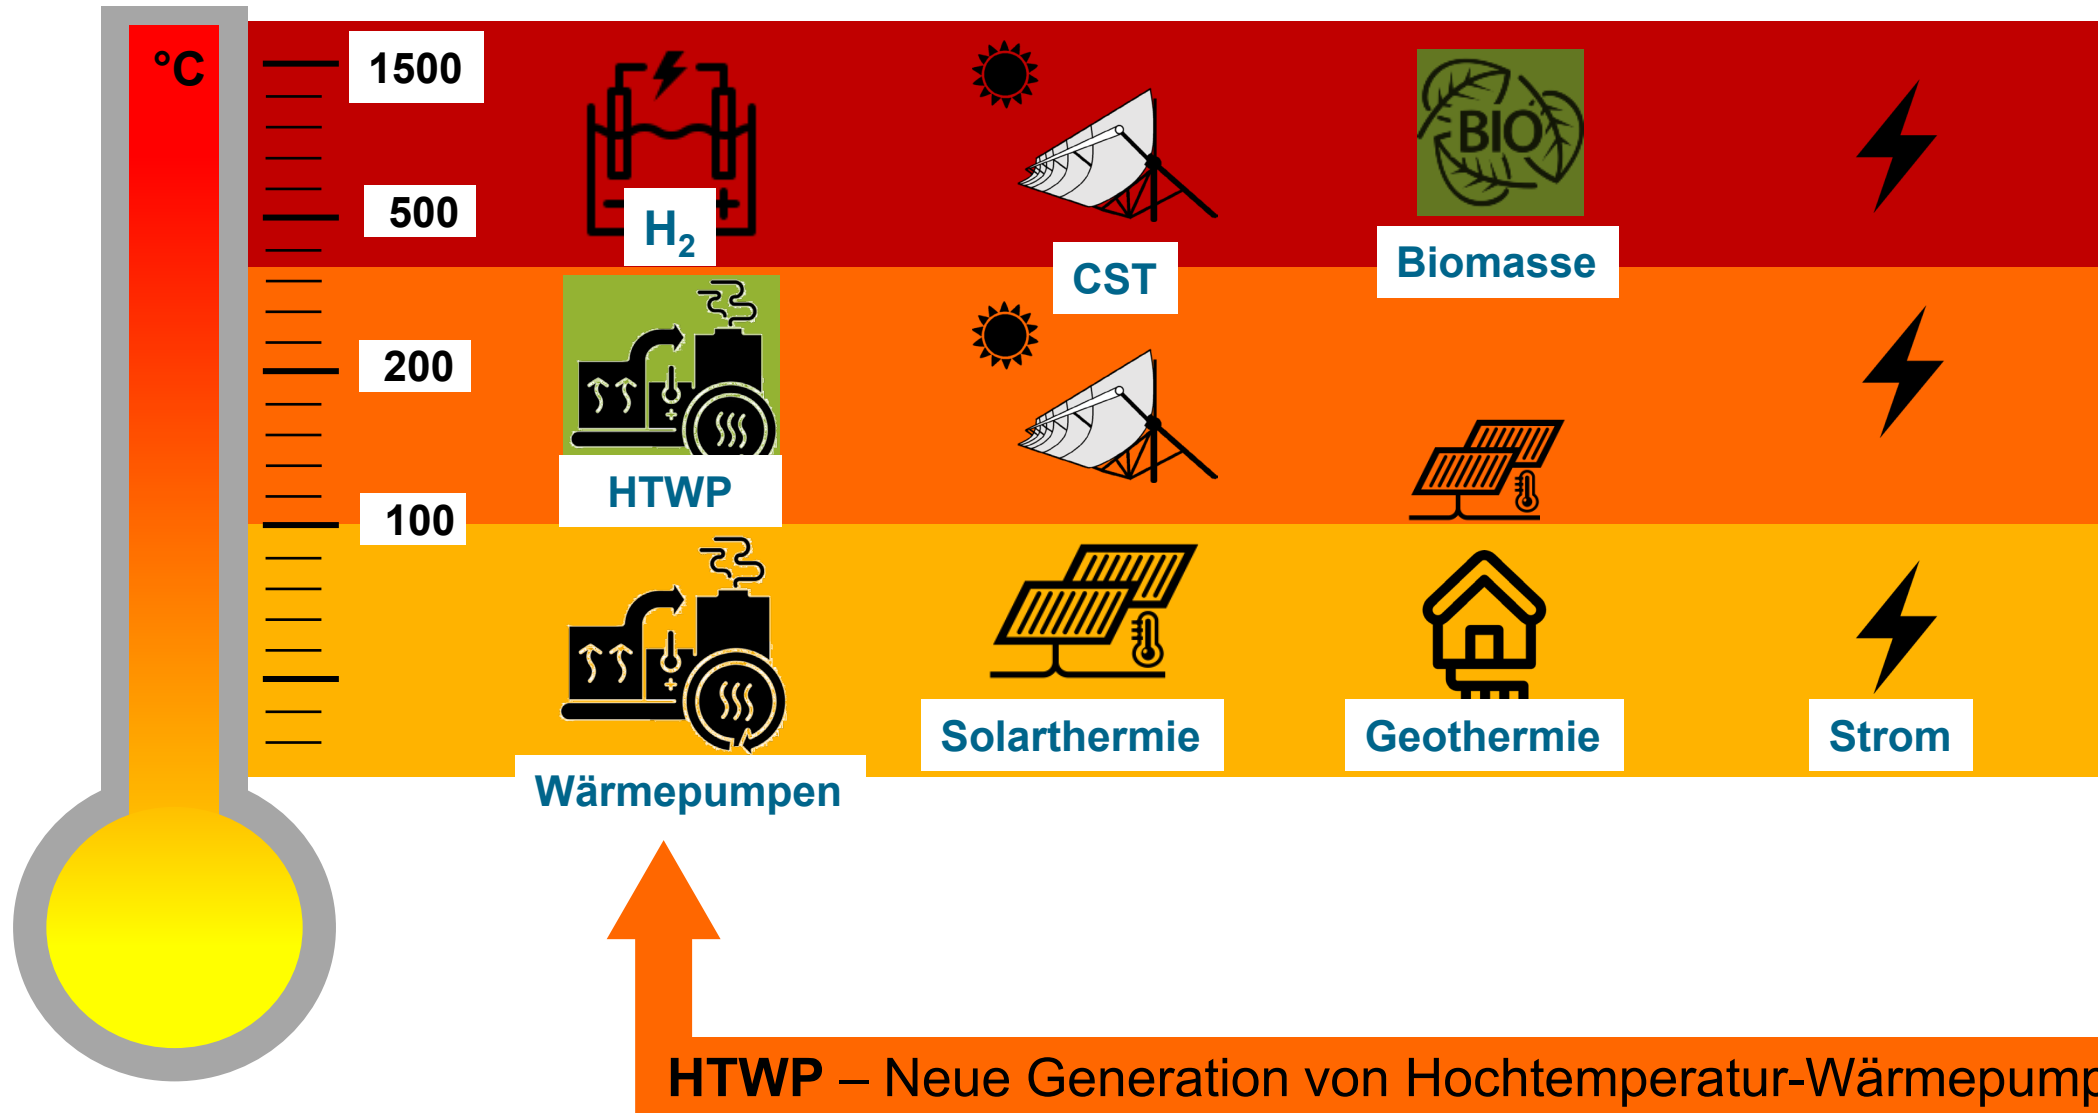 °C
1500
500
200
100
H₂
CST
BIO
Biomasse
HTWP
Wärmepumpen
Solarthermie
Geothermie
Strom
HTWP – Neue Generation von Hochtemperatur-Wärmepump